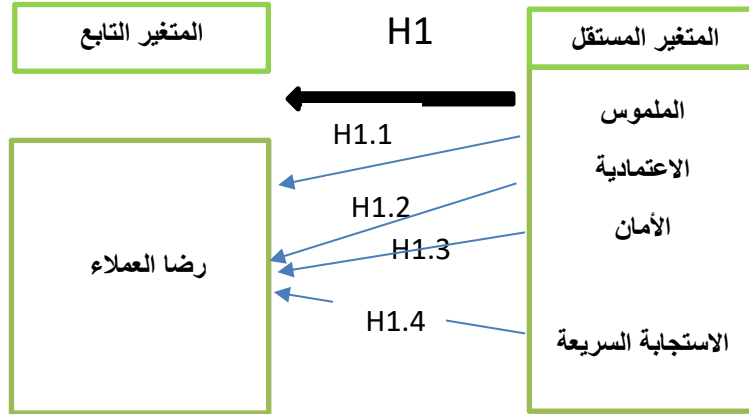 المتغير المستقل
H1
المتغير التابع
الملموس
H1.1
الاعتمادية
H1.2
الأمان
H1.3
رضا العملاء
H1.4
الاستجابة السريعة